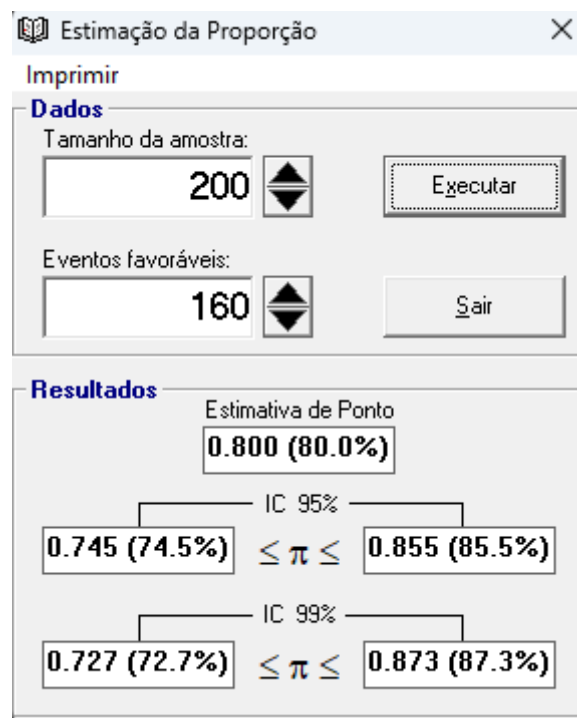 Estimação da Proporção
Imprimir
Dados
Tamanho da amostra:
200
Executar
Eventos favoráveis:
160
Sair
Resultados
Estimativa de Ponto
0.800 (80.0%)
IC 95%
0.745 (74.5%) ≤ π ≤ 0.855 (85.5%)
IC 99%
0.727 (72.7%) ≤ π ≤ 0.873 (87.3%)